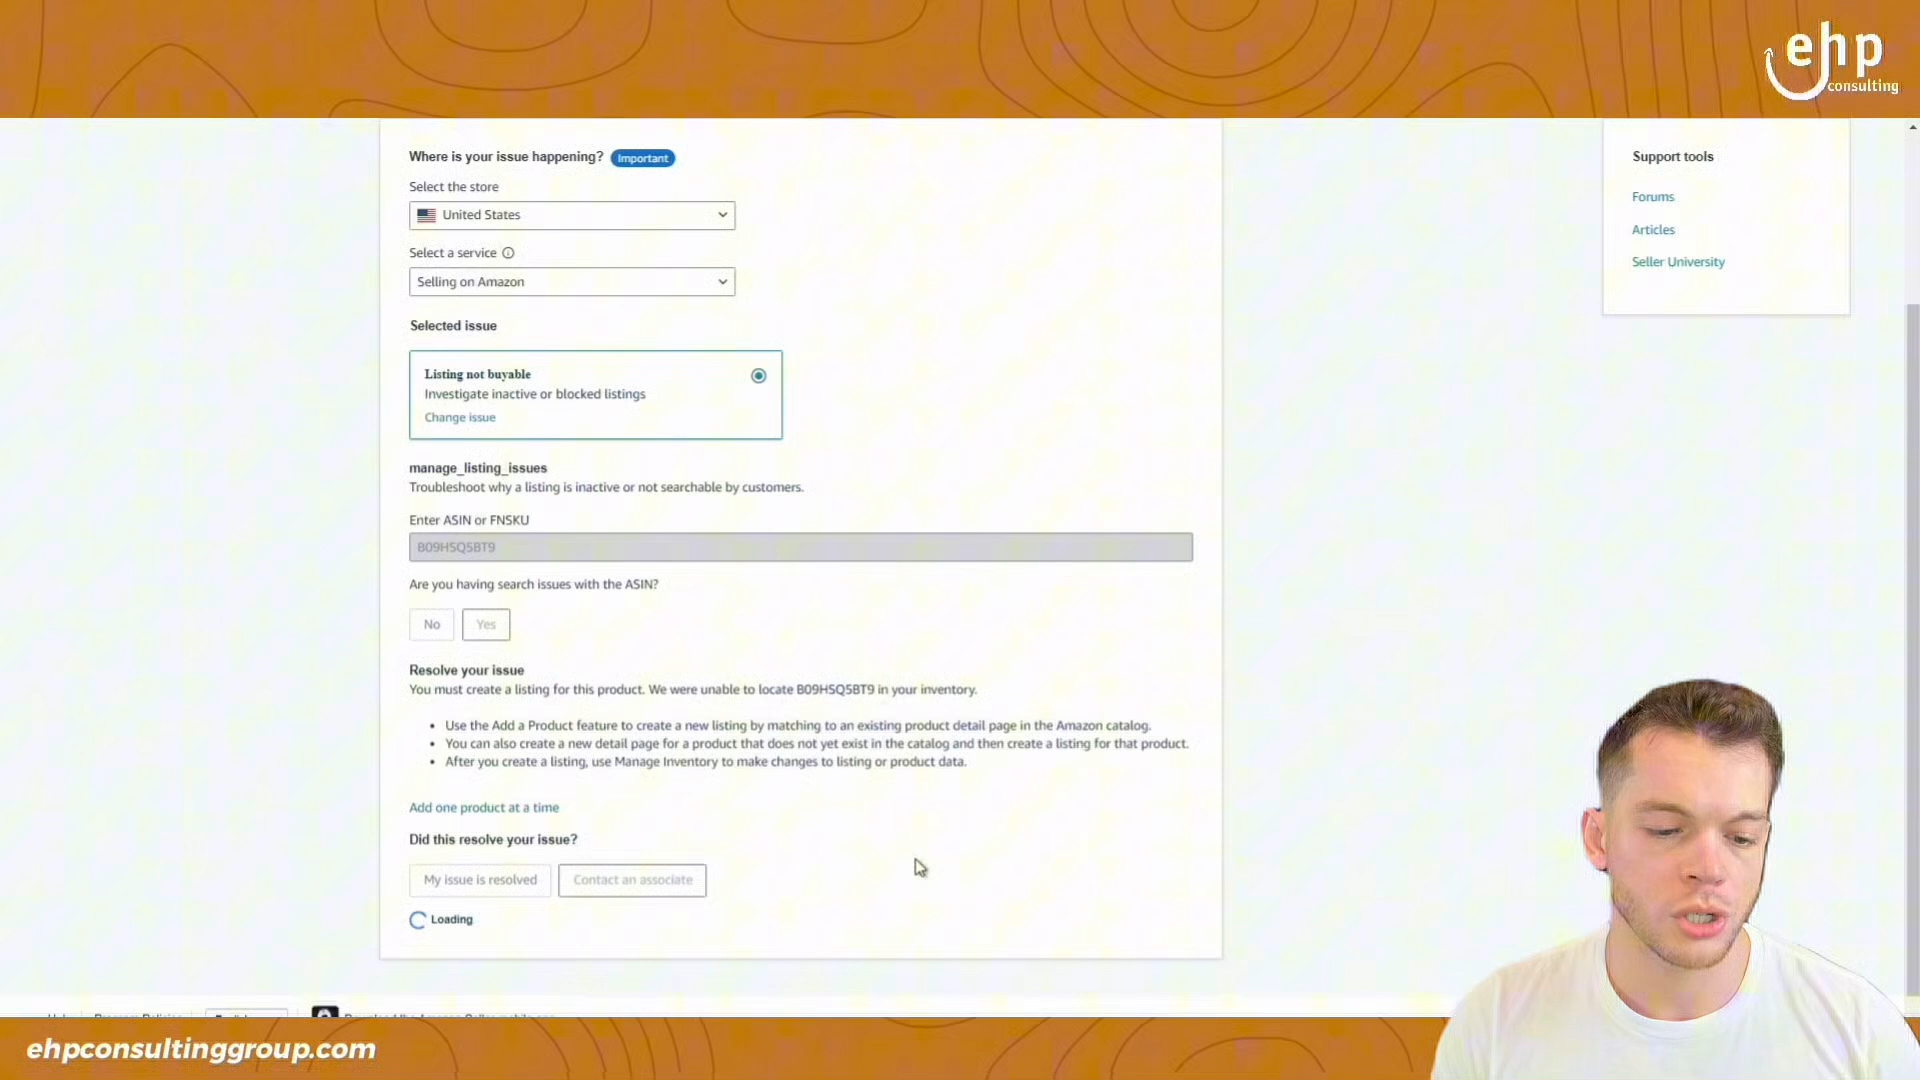 ehp
consulting
Where is your issue happening? Important
Select the store
United States
Select a service
Selling on Amazon
Selected issue
Listing not buyable
Investigate inactive or blocked listings
Change issue
manage_listing_issues
Troubleshoot why a listing is inactive or not searchable by customers.
Enter ASIN or FNSKU
B09HSQ5BT9
Are you having search issues with the ASIN?
No Yes
Resolve your issue
You must create a listing for this product. We were unable to locate B09HSQ5BT9 in your inventory.
• Use the Add a Product feature to create a new listing by matching to an existing product detail page in the Amazon catalog.
• You can also create a new detail page for a product that does not yet exist in the catalog and then create a listing for that product.
• After you create a listing, use Manage Inventory to make changes to listing or product data.
Add one product at a time
Did this resolve your issue?
My issue is resolved Contact an associate
Loading
Support tools
Forums
Articles
Seller University
ehpconsultinggroup.com